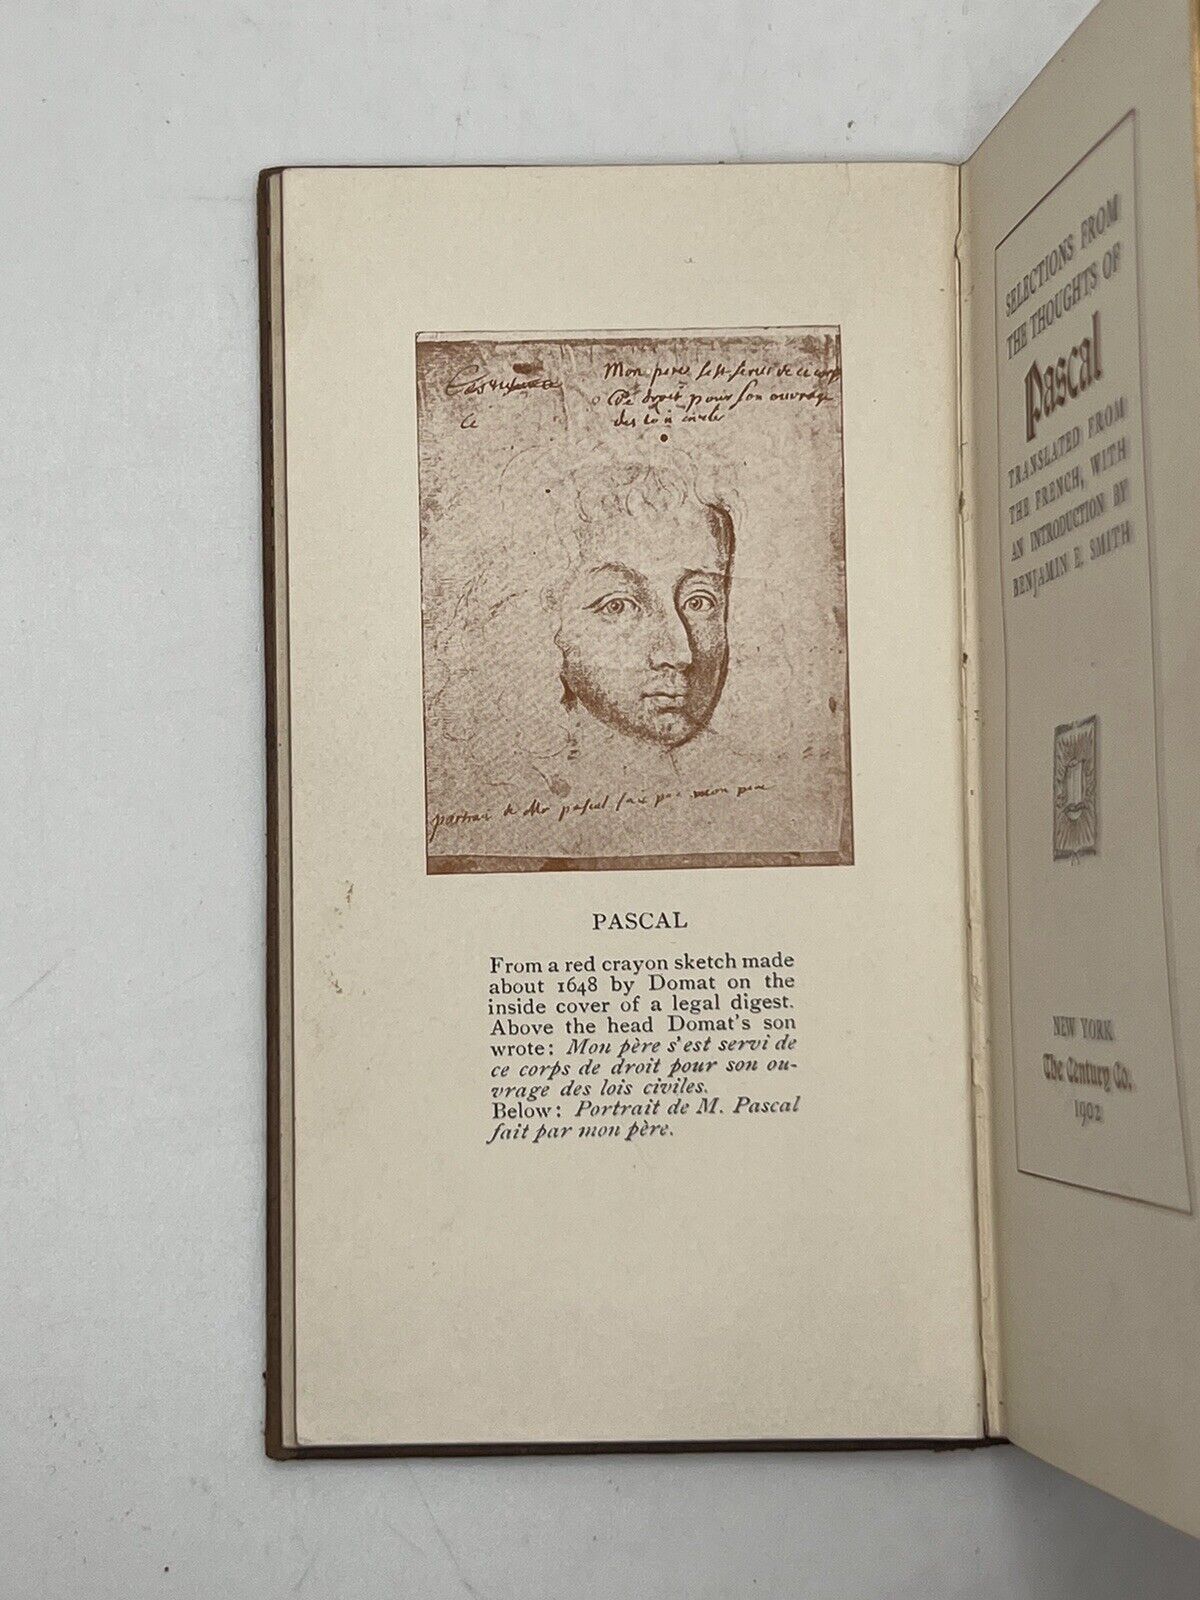 Mon pere sest servi de ce corps
De droit pour son ouvrage
des loix civiles
Ce
portrait de Mr pascal fait par mon pere
PASCAL
From a red crayon sketch made
about 1648 by Domat on the
inside cover of a legal digest.
Above the head Domat's son
wrote: Mon père s'est servi de
ce corps de droit pour son ou-
vrage des lois civiles.
Below: Portrait de M. Pascal
fait par mon père.
SELECTIONS FROM
THE THOUGHTS OF
Pascal
TRANSLATED FROM
THE FRENCH, WITH
AN INTRODUCTION BY
BENJAMIN E. SMITH
NEW YORK
The Century Co.
1902